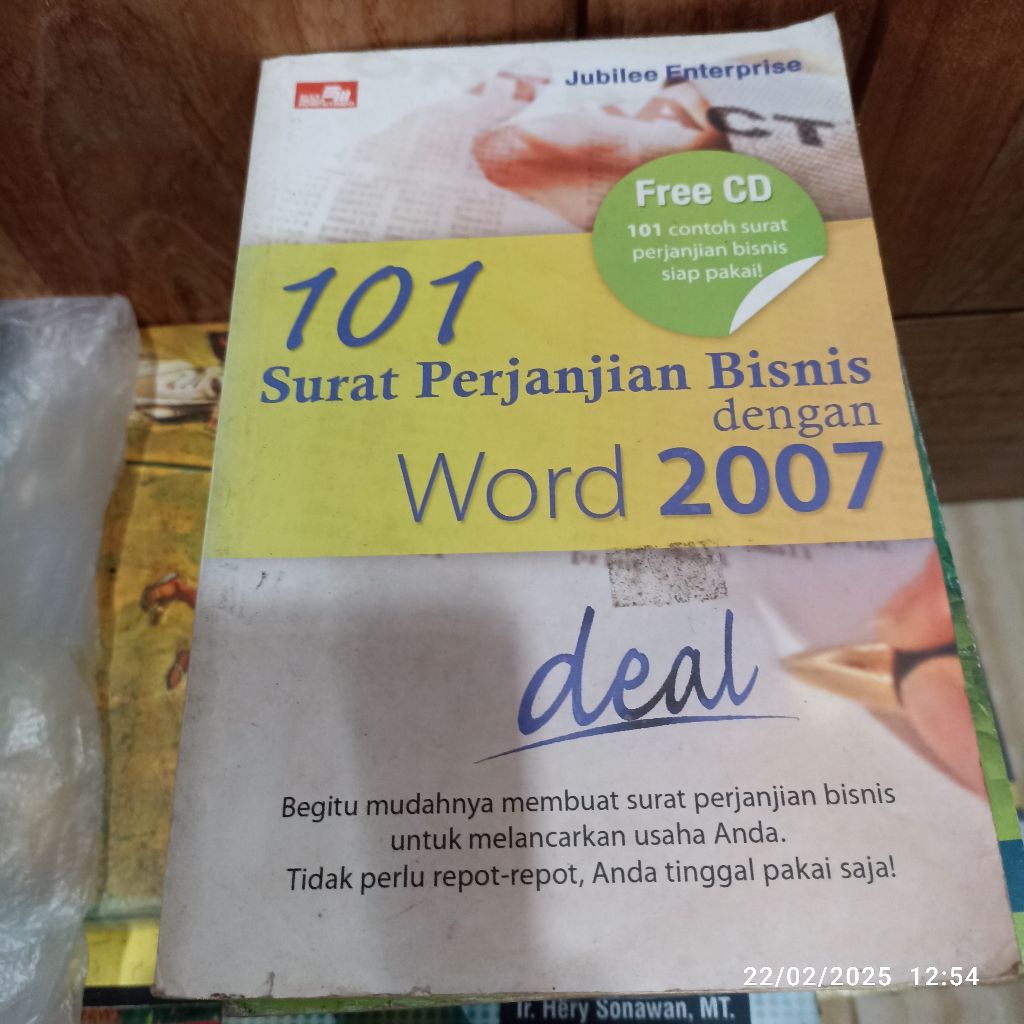 Jubilee Enterprise
ACT
Free CD
101 contoh surat
perjanjian bisnis
siap pakai!
101
Surat Perjanjian Bisnis
dengan
Word 2007
deal
Begitu mudahnya membuat surat perjanjian bisnis
untuk melancarkan usaha Anda.
Tidak perlu repot-repot, Anda tinggal pakai saja!
22/02/2025 12:54
Ir. Hery Sonawan, MT.